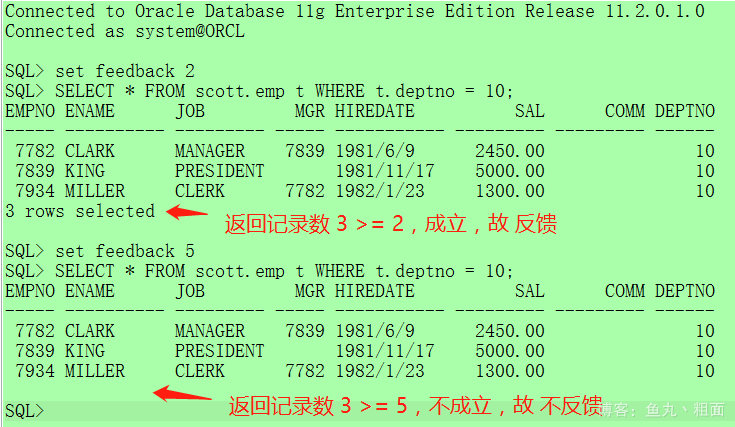 Connected to Oracle Database 11g Enterprise Edition Release 11.2.0.1.0
Connected as system@ORCL
SQL> set feedback 2
SQL> SELECT * FROM scott.emp t WHERE t.deptno = 10;
EMPNO ENAME      JOB         MGR HIREDATE          SAL      COMM DEPTNO
----- ---------- --------- ----- ----------- --------- --------- ------
 7782 CLARK      MANAGER    7839 1981/6/9      2450.00               10
 7839 KING       PRESIDENT       1981/11/17    5000.00               10
 7934 MILLER     CLERK      7782 1982/1/23     1300.00               10
3 rows selected
返回记录数 3 >= 2，成立，故 反馈
SQL> set feedback 5
SQL> SELECT * FROM scott.emp t WHERE t.deptno = 10;
EMPNO ENAME      JOB         MGR HIREDATE          SAL      COMM DEPTNO
----- ---------- --------- ----- ----------- --------- --------- ------
 7782 CLARK      MANAGER    7839 1981/6/9      2450.00               10
 7839 KING       PRESIDENT       1981/11/17    5000.00               10
 7934 MILLER     CLERK      7782 1982/1/23     1300.00               10
返回记录数 3 >= 5，不成立，故 不反馈
SQL>
博客：鱼丸丶粗面